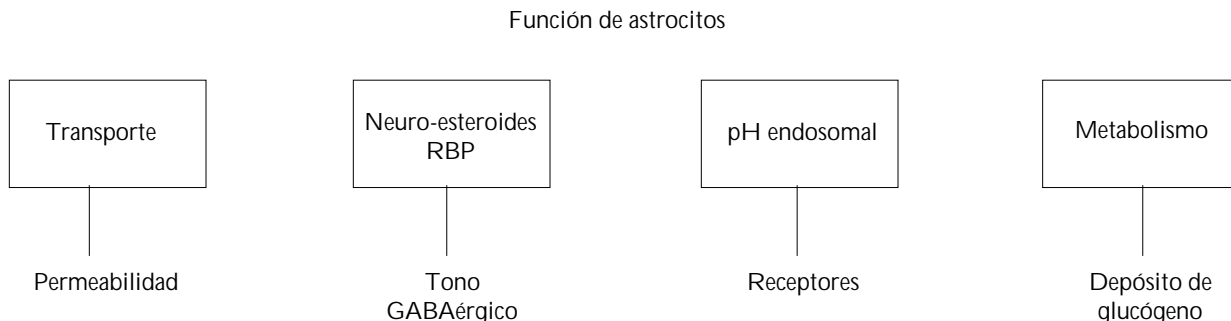 Función de astrocitos
Transporte
Neuro-esteroides
RBP
pH endosomal
Metabolismo
Permeabilidad
Tono
GABAérgico
Receptores
Depósito de
glucógeno